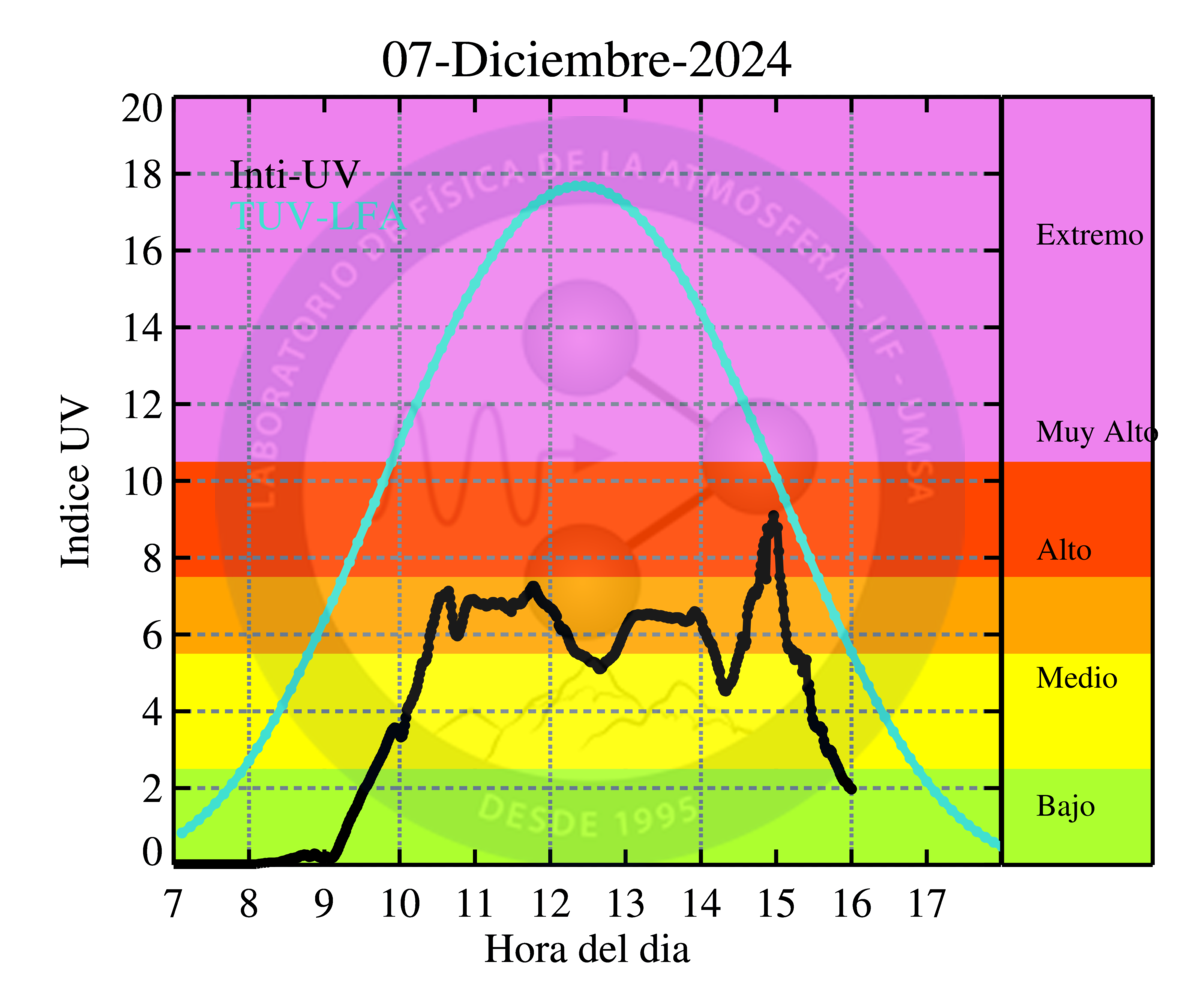 07-Diciembre-2024
Inti-UV
TUV-LFA
LABORATORIO DE FÍSICA DE LA ATMÓSFERA - IIF - UMSA
DESDE 1995
Indice UV
20
18
16
14
12
10
8
6
4
2
0
Extremo
Muy Alto
Alto
Medio
Bajo
7 8 9 10 11 12 13 14 15 16 17
Hora del dia